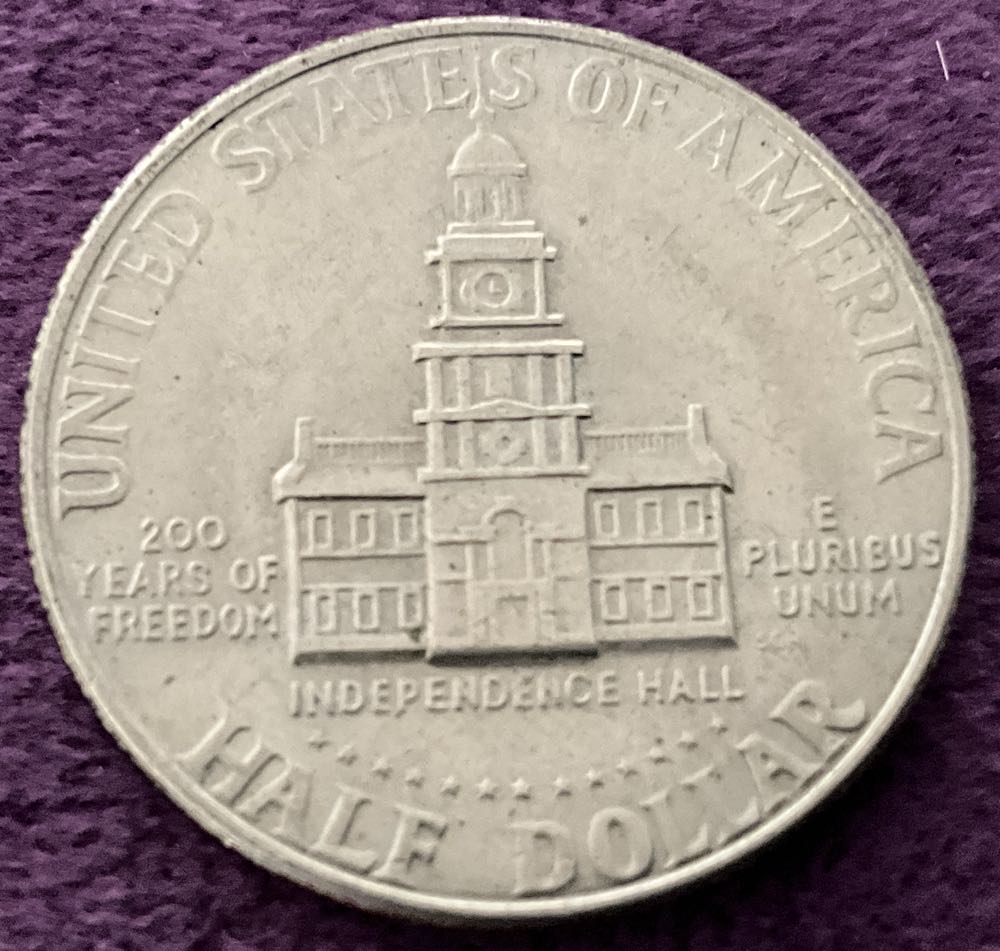 UNITED STATES OF AMERICA
200
YEARS OF
FREEDOM
E
PLURIBUS
UNUM
INDEPENDENCE HALL
HALF DOLLAR